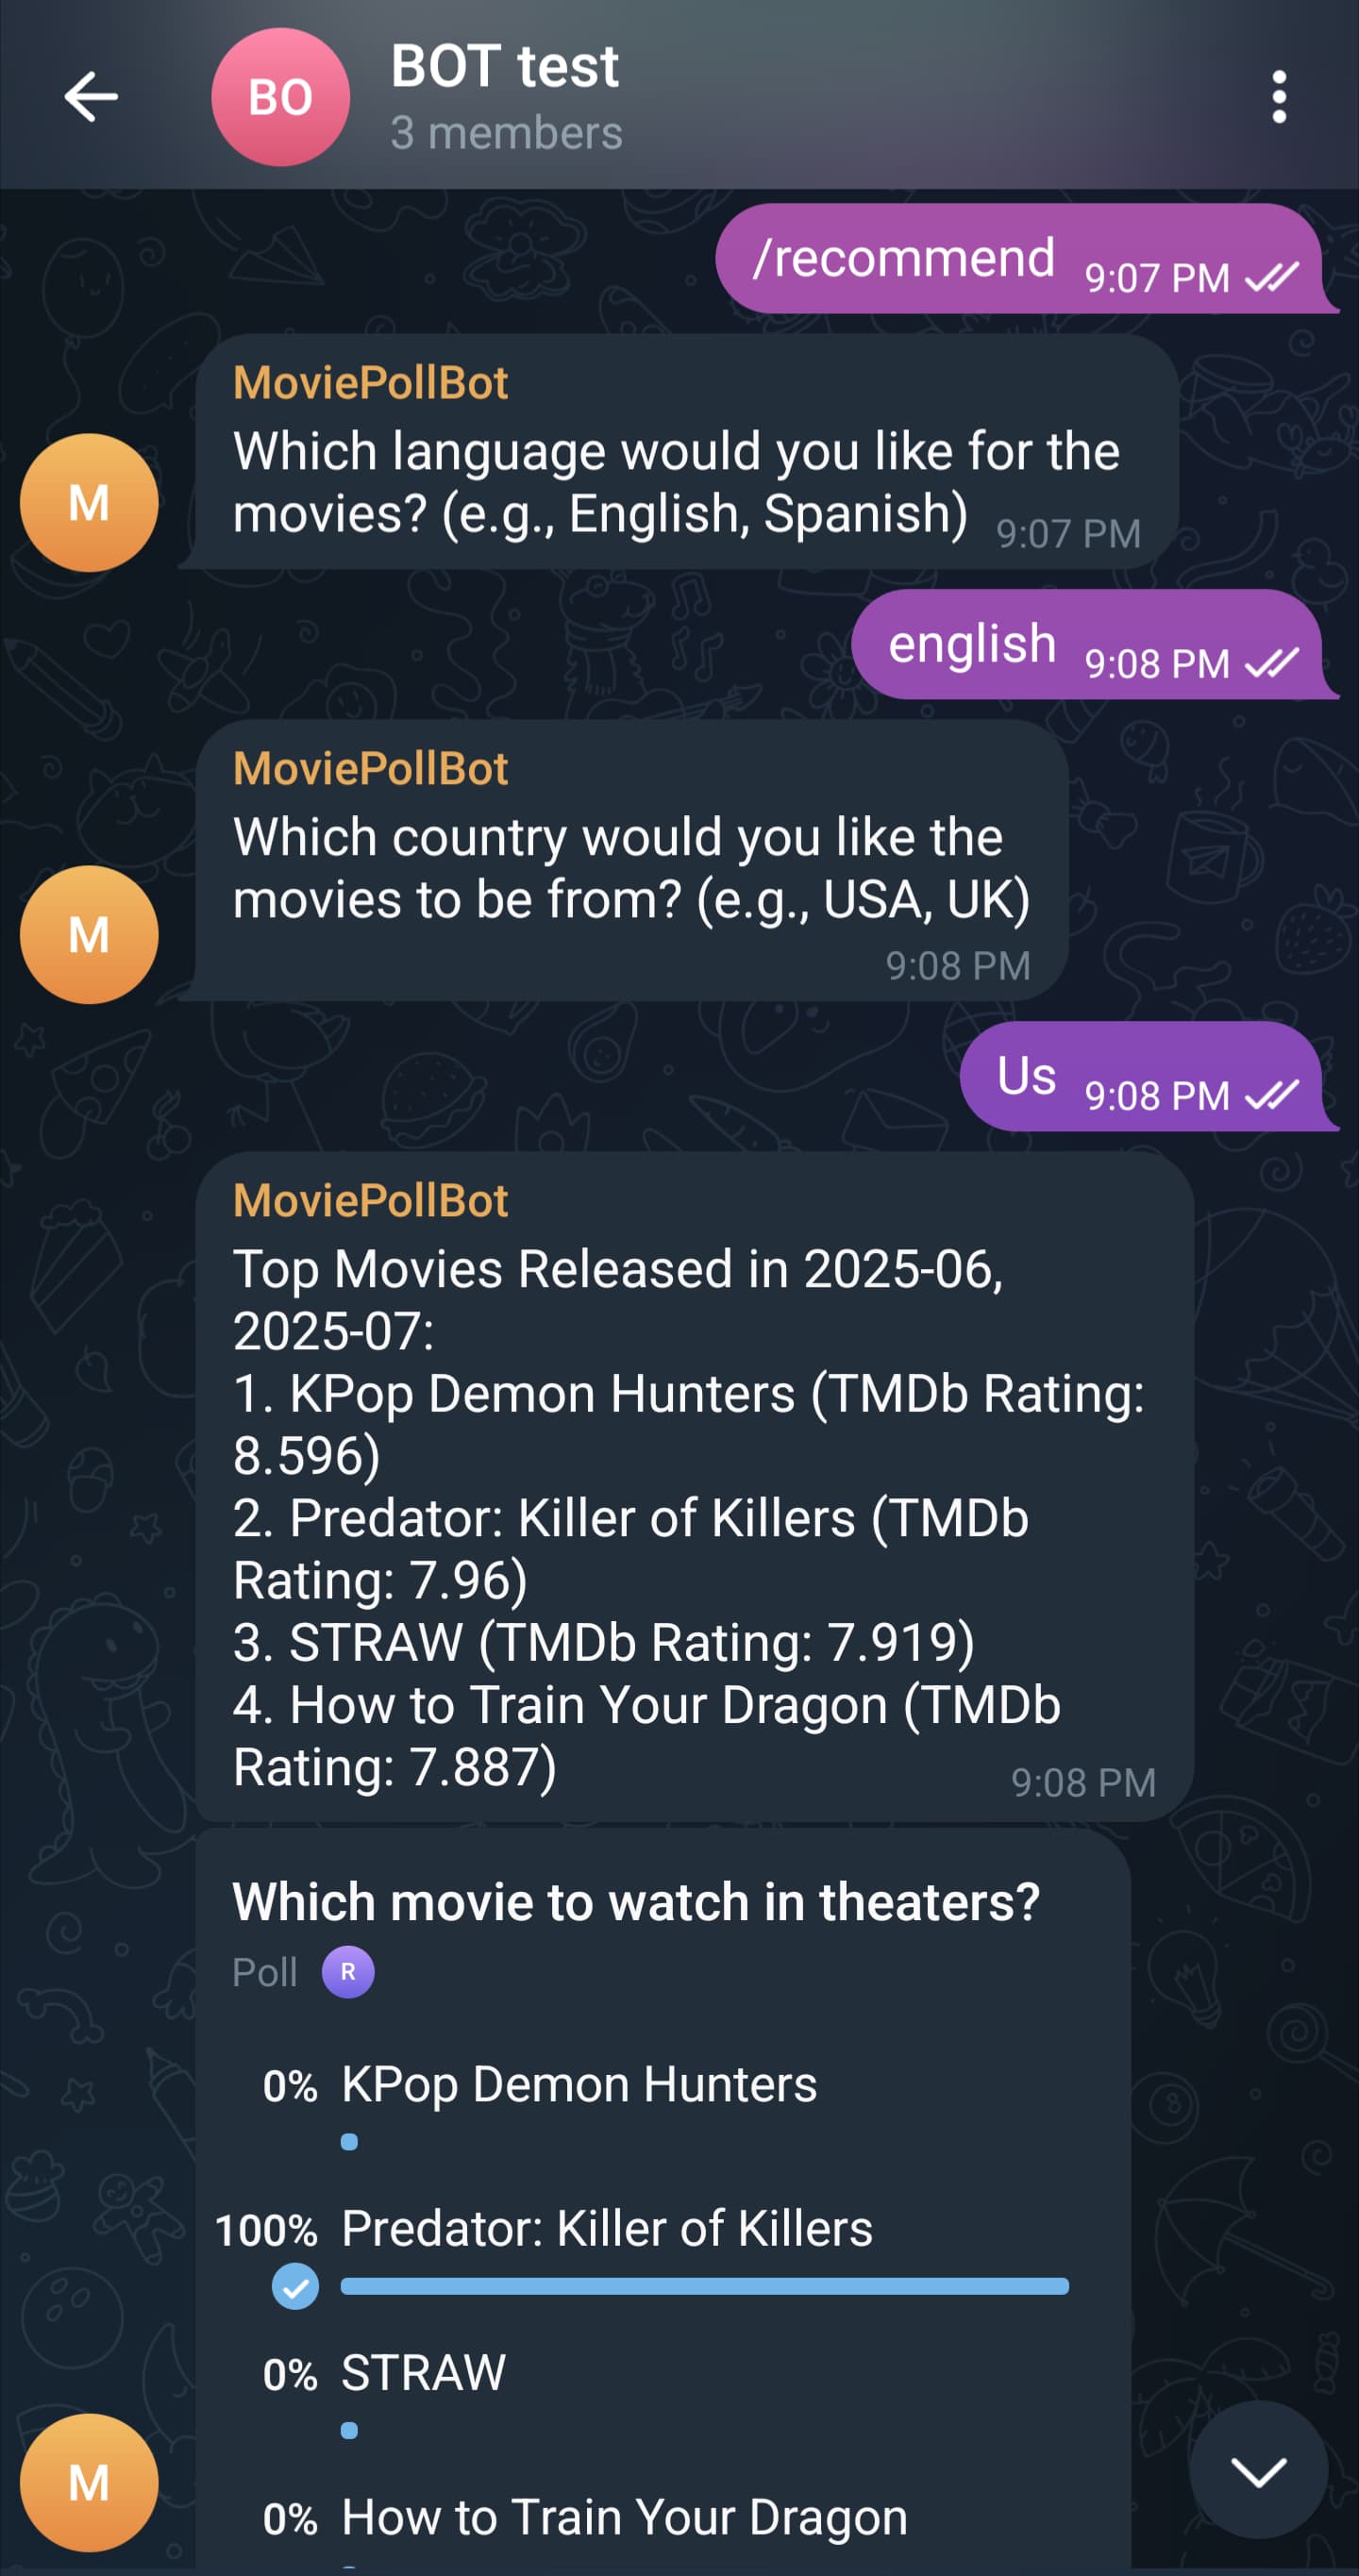 BO
BOT test
3 members
/recommend 9:07 PM
MoviePollBot
Which language would you like for the
movies? (e.g., English, Spanish) 9:07 PM
M
english 9:08 PM
MoviePollBot
Which country would you like the
movies to be from? (e.g., USA, UK)
9:08 PM
M
Us 9:08 PM
MoviePollBot
Top Movies Released in 2025-06,
2025-07:
1. KPop Demon Hunters (TMDb Rating:
8.596)
2. Predator: Killer of Killers (TMDb
Rating: 7.96)
3. STRAW (TMDb Rating: 7.919)
4. How to Train Your Dragon (TMDb
Rating: 7.887) 9:08 PM
Which movie to watch in theaters?
Poll R
0% KPop Demon Hunters
100% Predator: Killer of Killers
0% STRAW
M
0% How to Train Your Dragon